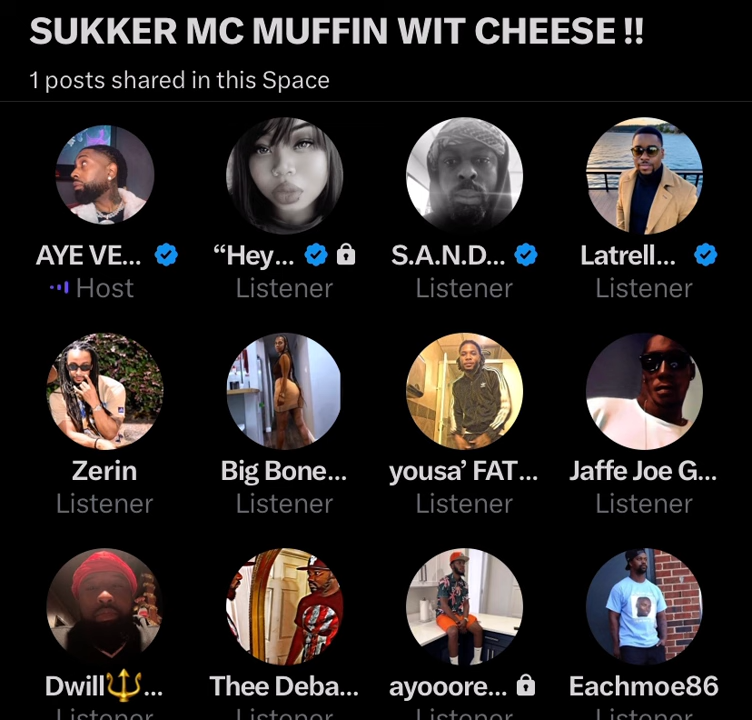 SUKKER MC MUFFIN WIT CHEESE !!
1 posts shared in this Space
AYE VE... “Hey... S.A.N.D... Latrell...
Host Listener Listener Listener
Zerin Big Bone... yousa’ FAT... Jaffe Joe G...
Listener Listener Listener Listener
Dwill🔱... Thee Deba... ayooore... Eachmoe86
Listener Listener Listener Listener